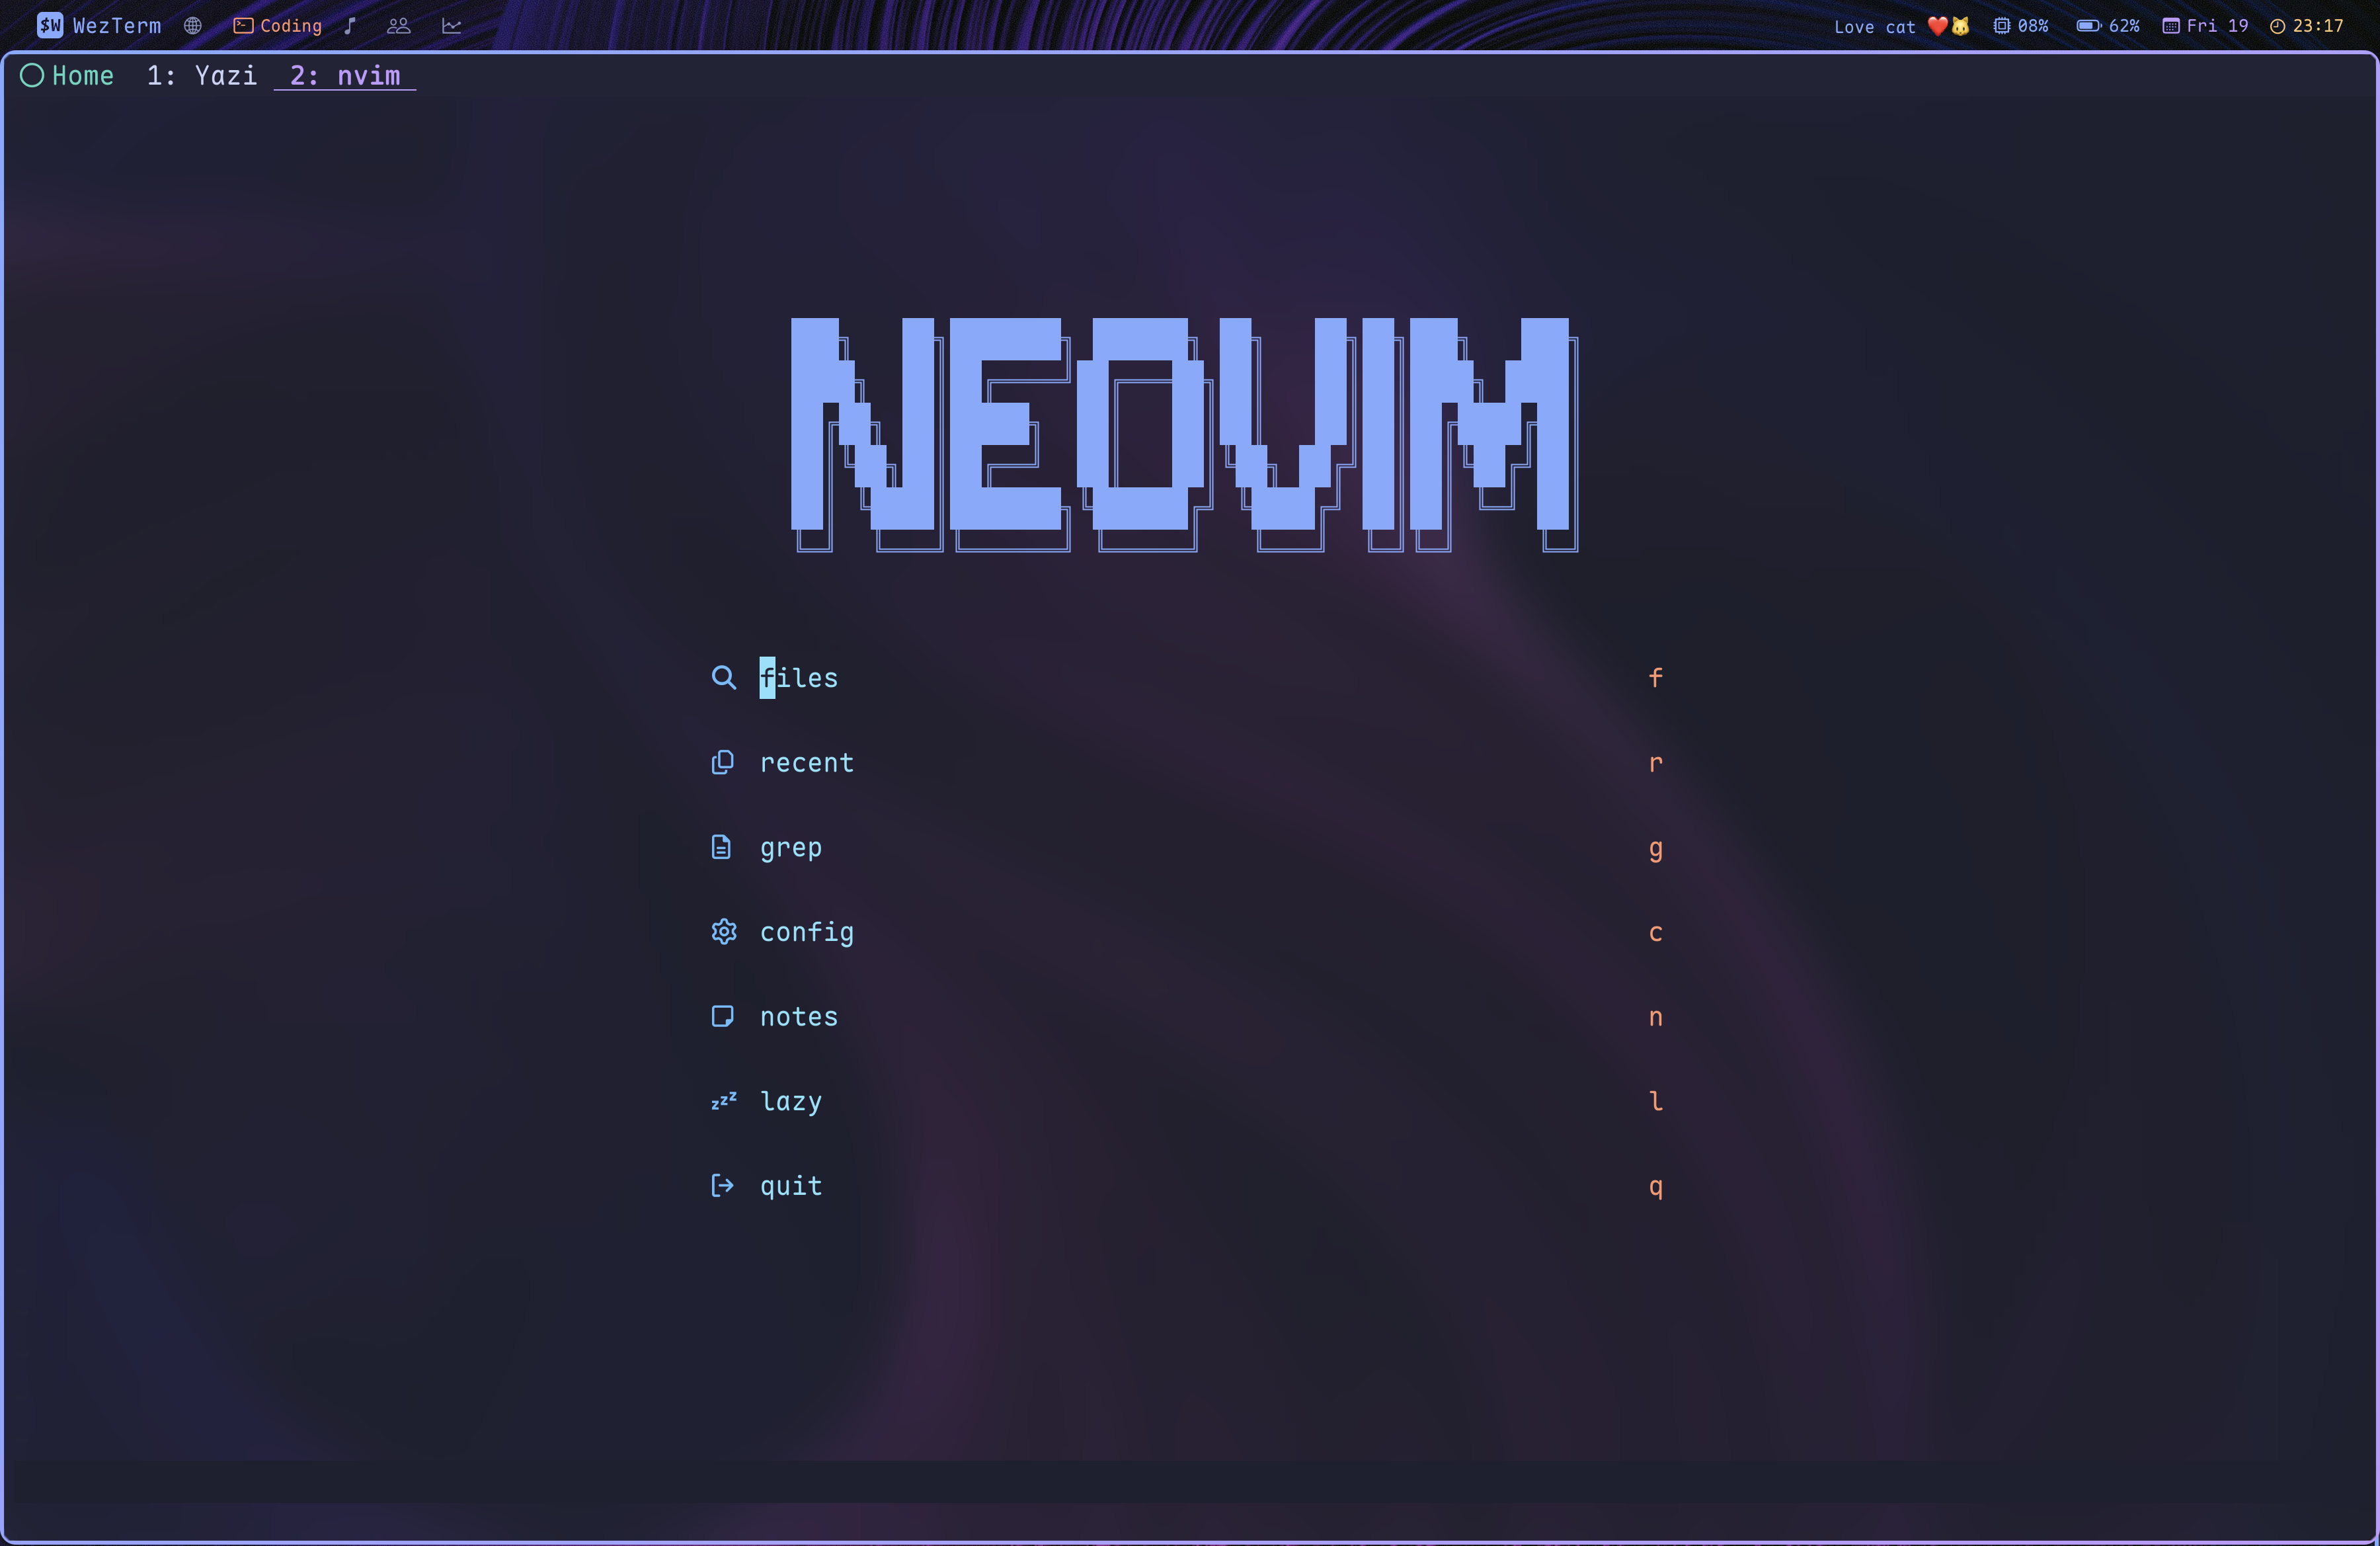 $W WezTerm Coding Love cat ❤️🐱 08% 62% Fri 19 23:17
Home 1: Yazi 2: nvim
NEOVIM
files f
recent r
grep g
config c
notes n
zzz lazy l
quit q